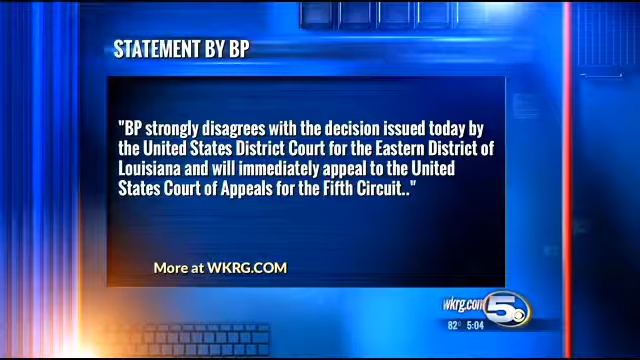 STATEMENT BY BP
"BP strongly disagrees with the decision issued today by
the United States District Court for the Eastern District of
Louisiana and will immediately appeal to the United
States Court of Appeals for the Fifth Circuit.."
More at WKRG.COM
wkrg.com 5
82° 5:04